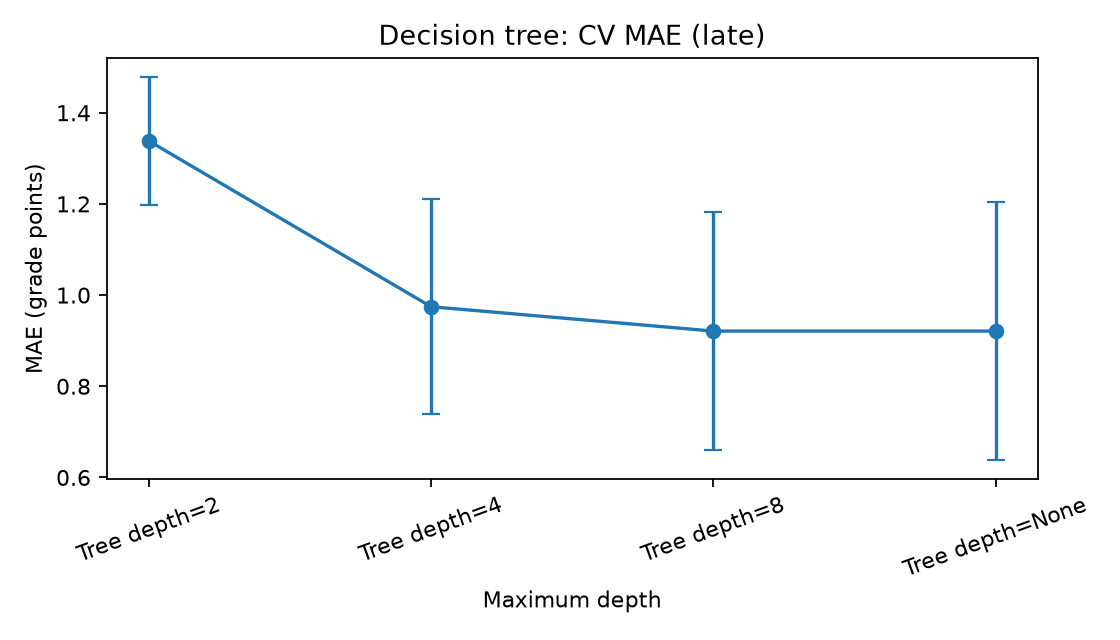 Decision tree: CV MAE (late)
MAE (grade points)
1.4
1.2
1.0
0.8
0.6
Tree depth=2
Tree depth=4
Tree depth=8
Tree depth=None
Maximum depth